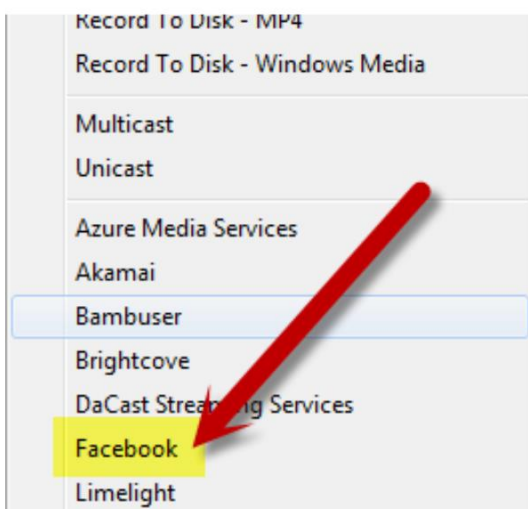 Record To Disk - MP4
Record To Disk - Windows Media
Multicast
Unicast
Azure Media Services
Akamai
Bambuser
Brightcove
DaCast Streaming Services
Facebook
Limelight